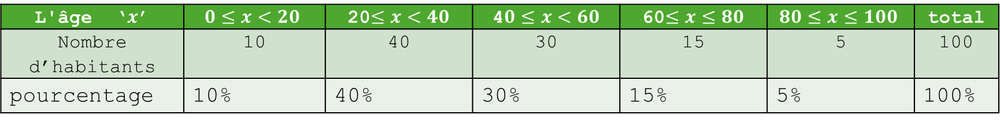 L'âge ‘x’ 0 ≤ x < 20 20≤ x < 40 40 ≤ x < 60 60≤ x ≤ 80 80 ≤ x ≤ 100 total
Nombre 10 40 30 15 5 100
d’habitants
pourcentage 10% 40% 30% 15% 5% 100%